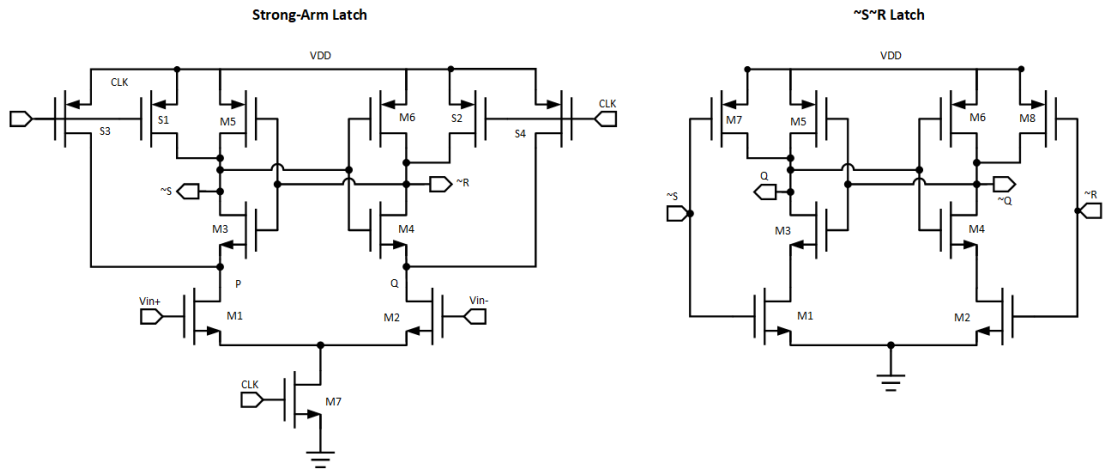 Strong-Arm Latch
~S~R Latch
VDD
VDD
CLK
CLK
S3
S1
M5
M6
S2
S4
M7
M5
M6
M8
~S
~R
Q
~Q
~S
~R
M3
M4
M3
M4
P
Q
Vin+
Vin-
M1
M2
M1
M2
CLK
M7